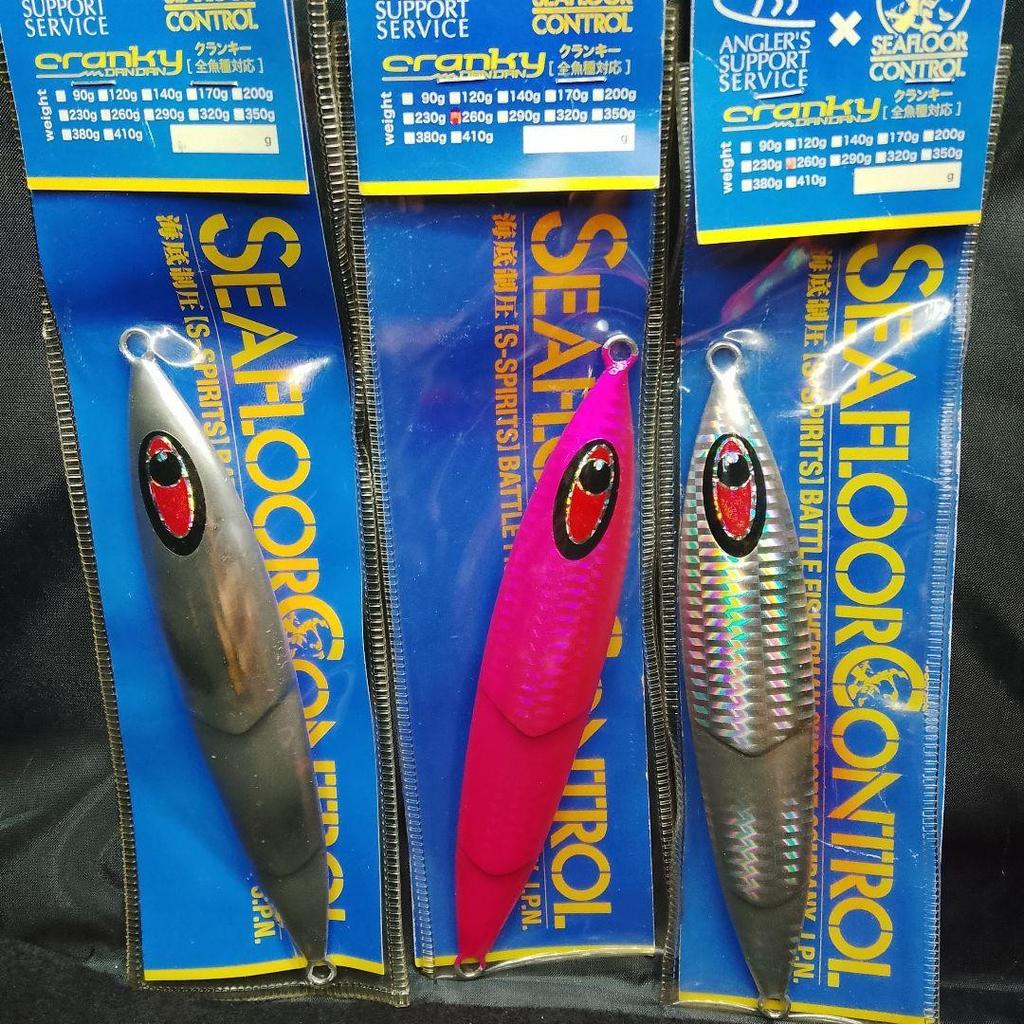 SUPPORT
SERVICE
SEAFLOOR
CONTROL
cranky
DANDAN
クランキー
[全魚種対応]
weight
90g 120g 140g 170g 200g
230g 260g 290g 320g 350g
380g 410g
g
SEAFLOOR CONTROL
海底制圧 [S-SPIRITS]
J.P.N.
SUPPORT
SERVICE
SEAFLOOR
CONTROL
cranky
DANDAN
クランキー
[全魚種対応]
weight
90g 120g 140g 170g 200g
230g 260g 290g 320g 350g
380g 410g
g
海底制圧 [S-SPIRITS] BATTLE
J.P.N.
ANGLER'S
SUPPORT
SERVICE
×
SEAFLOOR
CONTROL
cranky
DANDAN
クランキー
[全魚種対応]
weight
90g 120g 140g 170g 200g
230g 260g 290g 320g 350g
380g 410g
g
SEAFLOOR CONTROL
海底制圧 [S-SPIRITS] BATTLE
J.P.N.